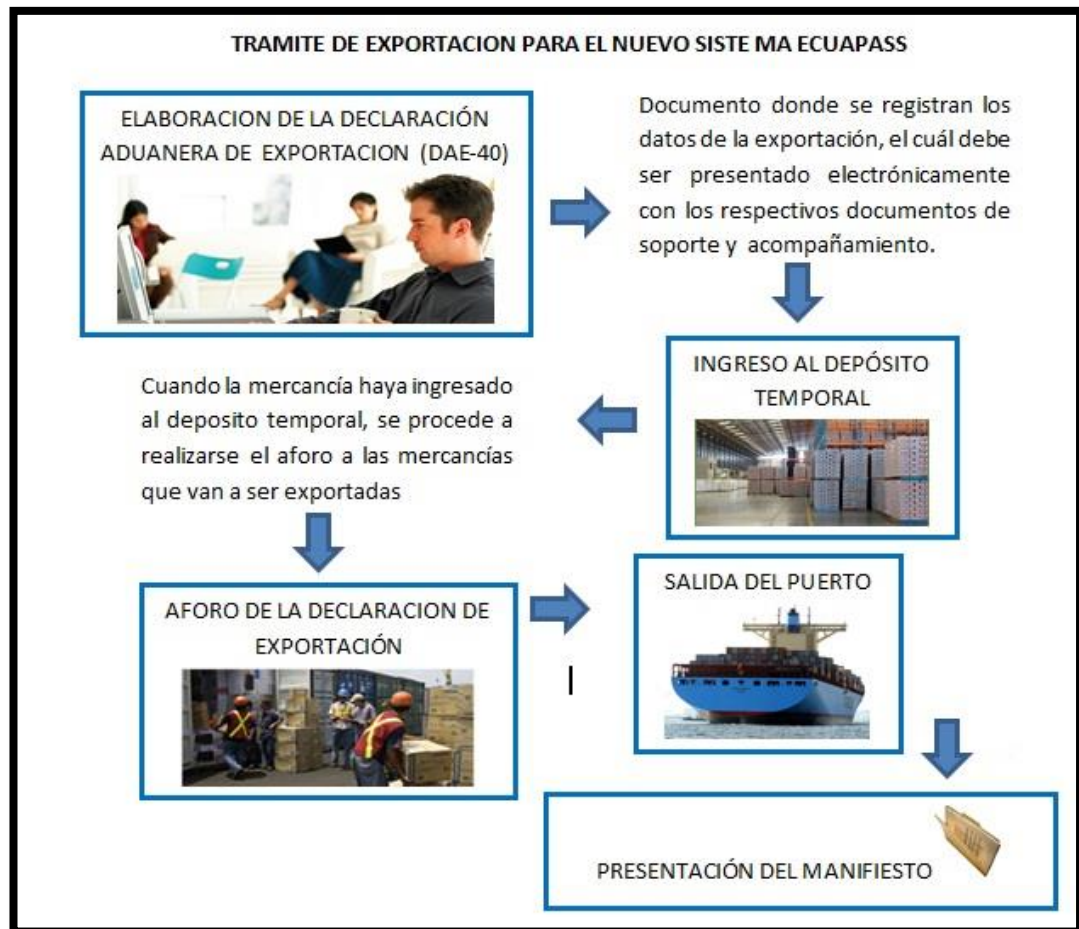 TRAMITE DE EXPORTACION PARA EL NUEVO SISTE MA ECUAPASS
ELABORACION DE LA DECLARACIÓN
ADUANERA DE EXPORTACION (DAE-40)
Documento donde se registran los
datos de la exportación, el cuál debe
ser presentado electrónicamente
con los respectivos documentos de
soporte y acompañamiento.
INGRESO AL DEPÓSITO
TEMPORAL
Cuando la mercancía haya ingresado
al deposito temporal, se procede a
realizarse el aforo a las mercancías
que van a ser exportadas
AFORO DE LA DECLARACION DE
EXPORTACIÓN
SALIDA DEL PUERTO
PRESENTACIÓN DEL MANIFIESTO